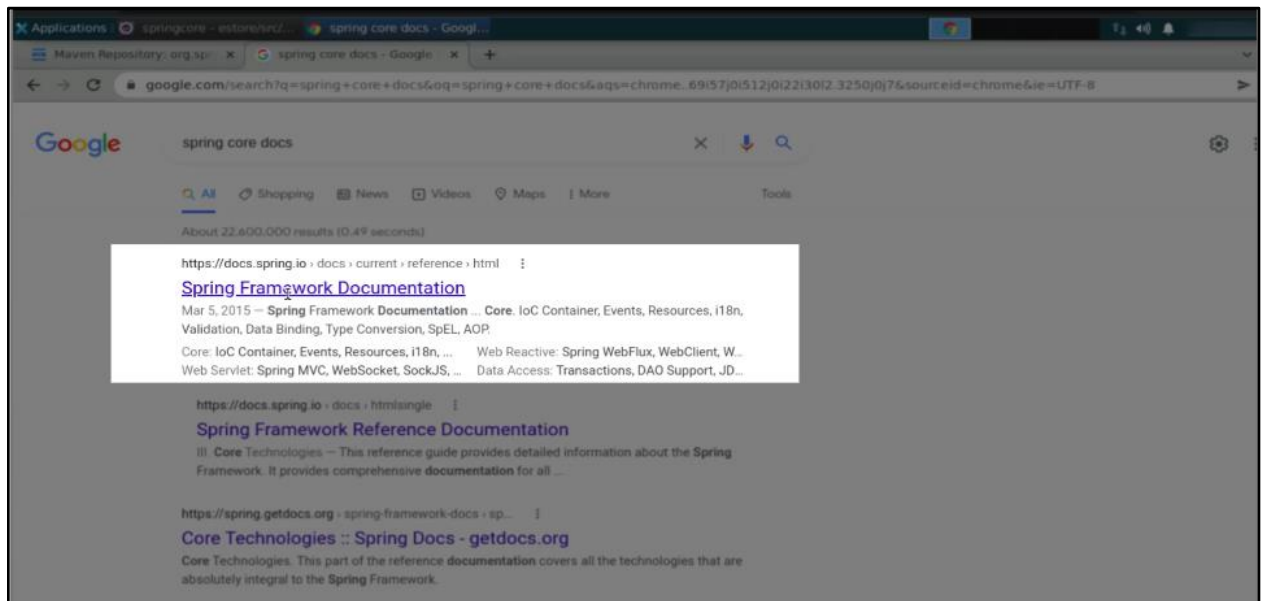 Applications springcore - estore/src/... spring core docs - Googl...
Maven Repository: org.spr spring core docs - Google
google.com/search?q=spring+core+docs&oq=spring+core+docs&aqs=chrome..69i57j0i512j0i22i30l2.3250j0j7&sourceid=chrome&ie=UTF-8
Google spring core docs
All Shopping News Videos Maps More Tools
About 22,600,000 results (0.49 seconds)
https://docs.spring.io › docs › current › reference › html
Spring Framework Documentation
Mar 5, 2015 — Spring Framework Documentation ... Core. IoC Container, Events, Resources, i18n,
Validation, Data Binding, Type Conversion, SpEL, AOP.
Core: IoC Container, Events, Resources, i18n, ... Web Reactive: Spring WebFlux, WebClient, W...
Web Servlet: Spring MVC, WebSocket, SockJS, ... Data Access: Transactions, DAO Support, JD...
https://docs.spring.io › docs › htmlsingle
Spring Framework Reference Documentation
III. Core Technologies — This reference guide provides detailed information about the Spring
Framework. It provides comprehensive documentation for all ...
https://spring.getdocs.org › spring-framework-docs › sp...
Core Technologies :: Spring Docs - getdocs.org
Core Technologies. This part of the reference documentation covers all the technologies that are
absolutely integral to the Spring Framework.